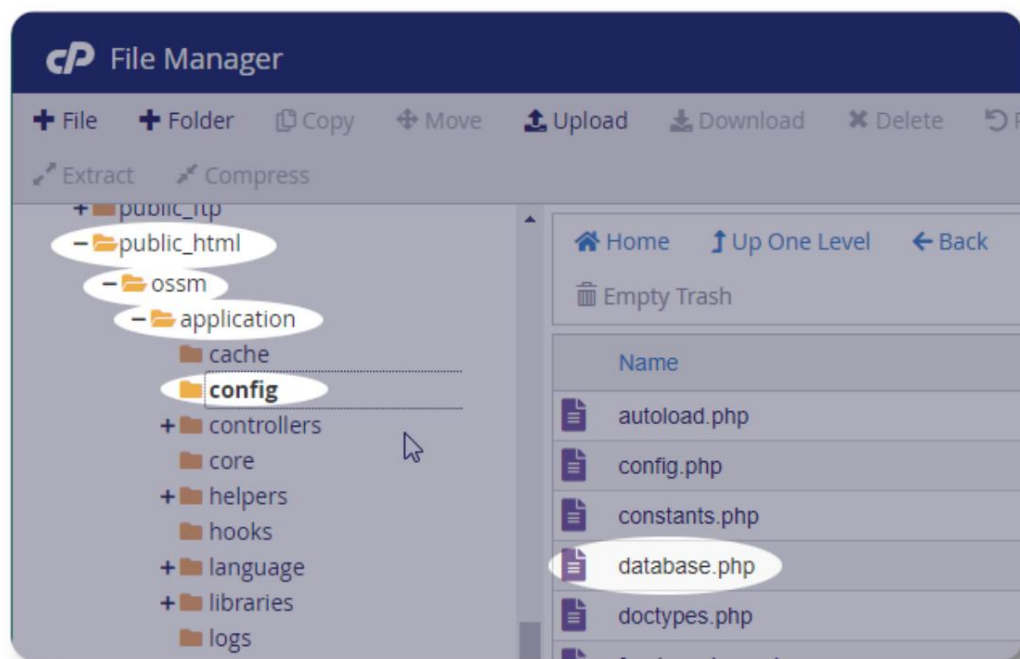 cP File Manager
File Folder Copy Move Upload Download Delete
Extract Compress
public_ftp
public_html
ossm
application
cache
config
controllers
core
helpers
hooks
language
libraries
logs
Home Up One Level Back
Empty Trash
Name
autoload.php
config.php
constants.php
database.php
doctypes.php